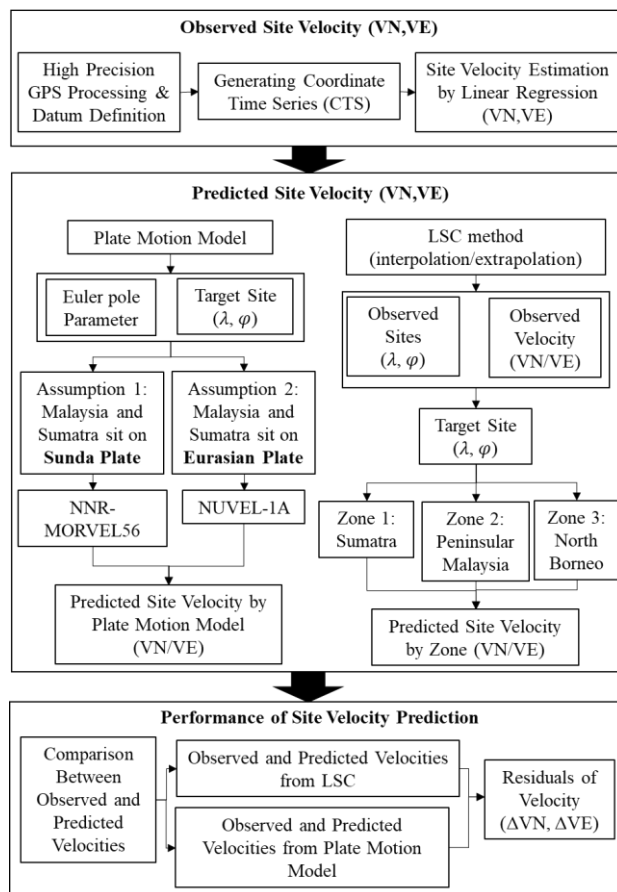 Observed Site Velocity (VN,VE)
High Precision
GPS Processing &
Datum Definition
Generating Coordinate
Time Series (CTS)
Site Velocity Estimation
by Linear Regression
(VN,VE)
Predicted Site Velocity (VN,VE)
Plate Motion Model
Euler pole
Parameter
Target Site
(λ, φ)
Assumption 1:
Malaysia and
Sumatra sit on
Sunda Plate
Assumption 2:
Malaysia and
Sumatra sit on
Eurasian Plate
NNR-
MORVEL56
NUVEL-1A
Predicted Site Velocity by
Plate Motion Model
(VN/VE)
LSC method
(interpolation/extrapolation)
Observed
Sites
(λ, φ)
Observed
Velocity
(VN/VE)
Target Site
(λ, φ)
Zone 1:
Sumatra
Zone 2:
Peninsular
Malaysia
Zone 3:
North
Borneo
Predicted Site Velocity
by Zone (VN/VE)
Performance of Site Velocity Prediction
Comparison
Between
Observed and
Predicted
Velocities
Observed and Predicted Velocities
from LSC
Observed and Predicted
Velocities from Plate Motion
Model
Residuals of
Velocity
(ΔVN, ΔVE)